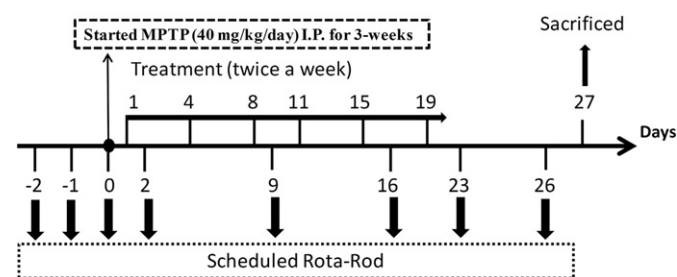 Sacrificed
Started MPTP (40 mg/kg/day) I.P. for 3-weeks
Treatment (twice a week)
1 4 8 11 15 19 27
Days
-2 -1 0 2 9 16 23 26
Scheduled Rota-Rod